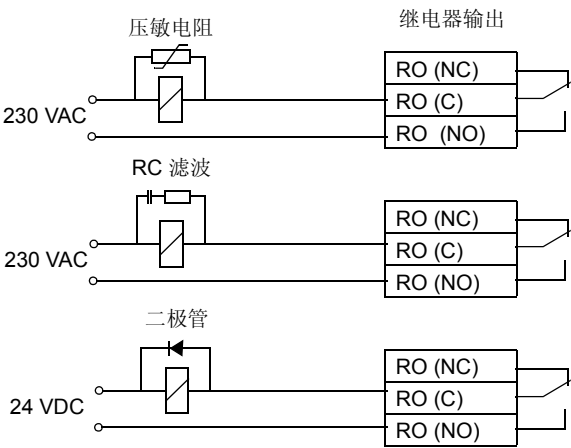 压敏电阻
继电器输出
230 VAC
RO (NC)
RO (C)
RO (NO)
RC 滤波
230 VAC
RO (NC)
RO (C)
RO (NO)
二极管
24 VDC
RO (NC)
RO (C)
RO (NO)